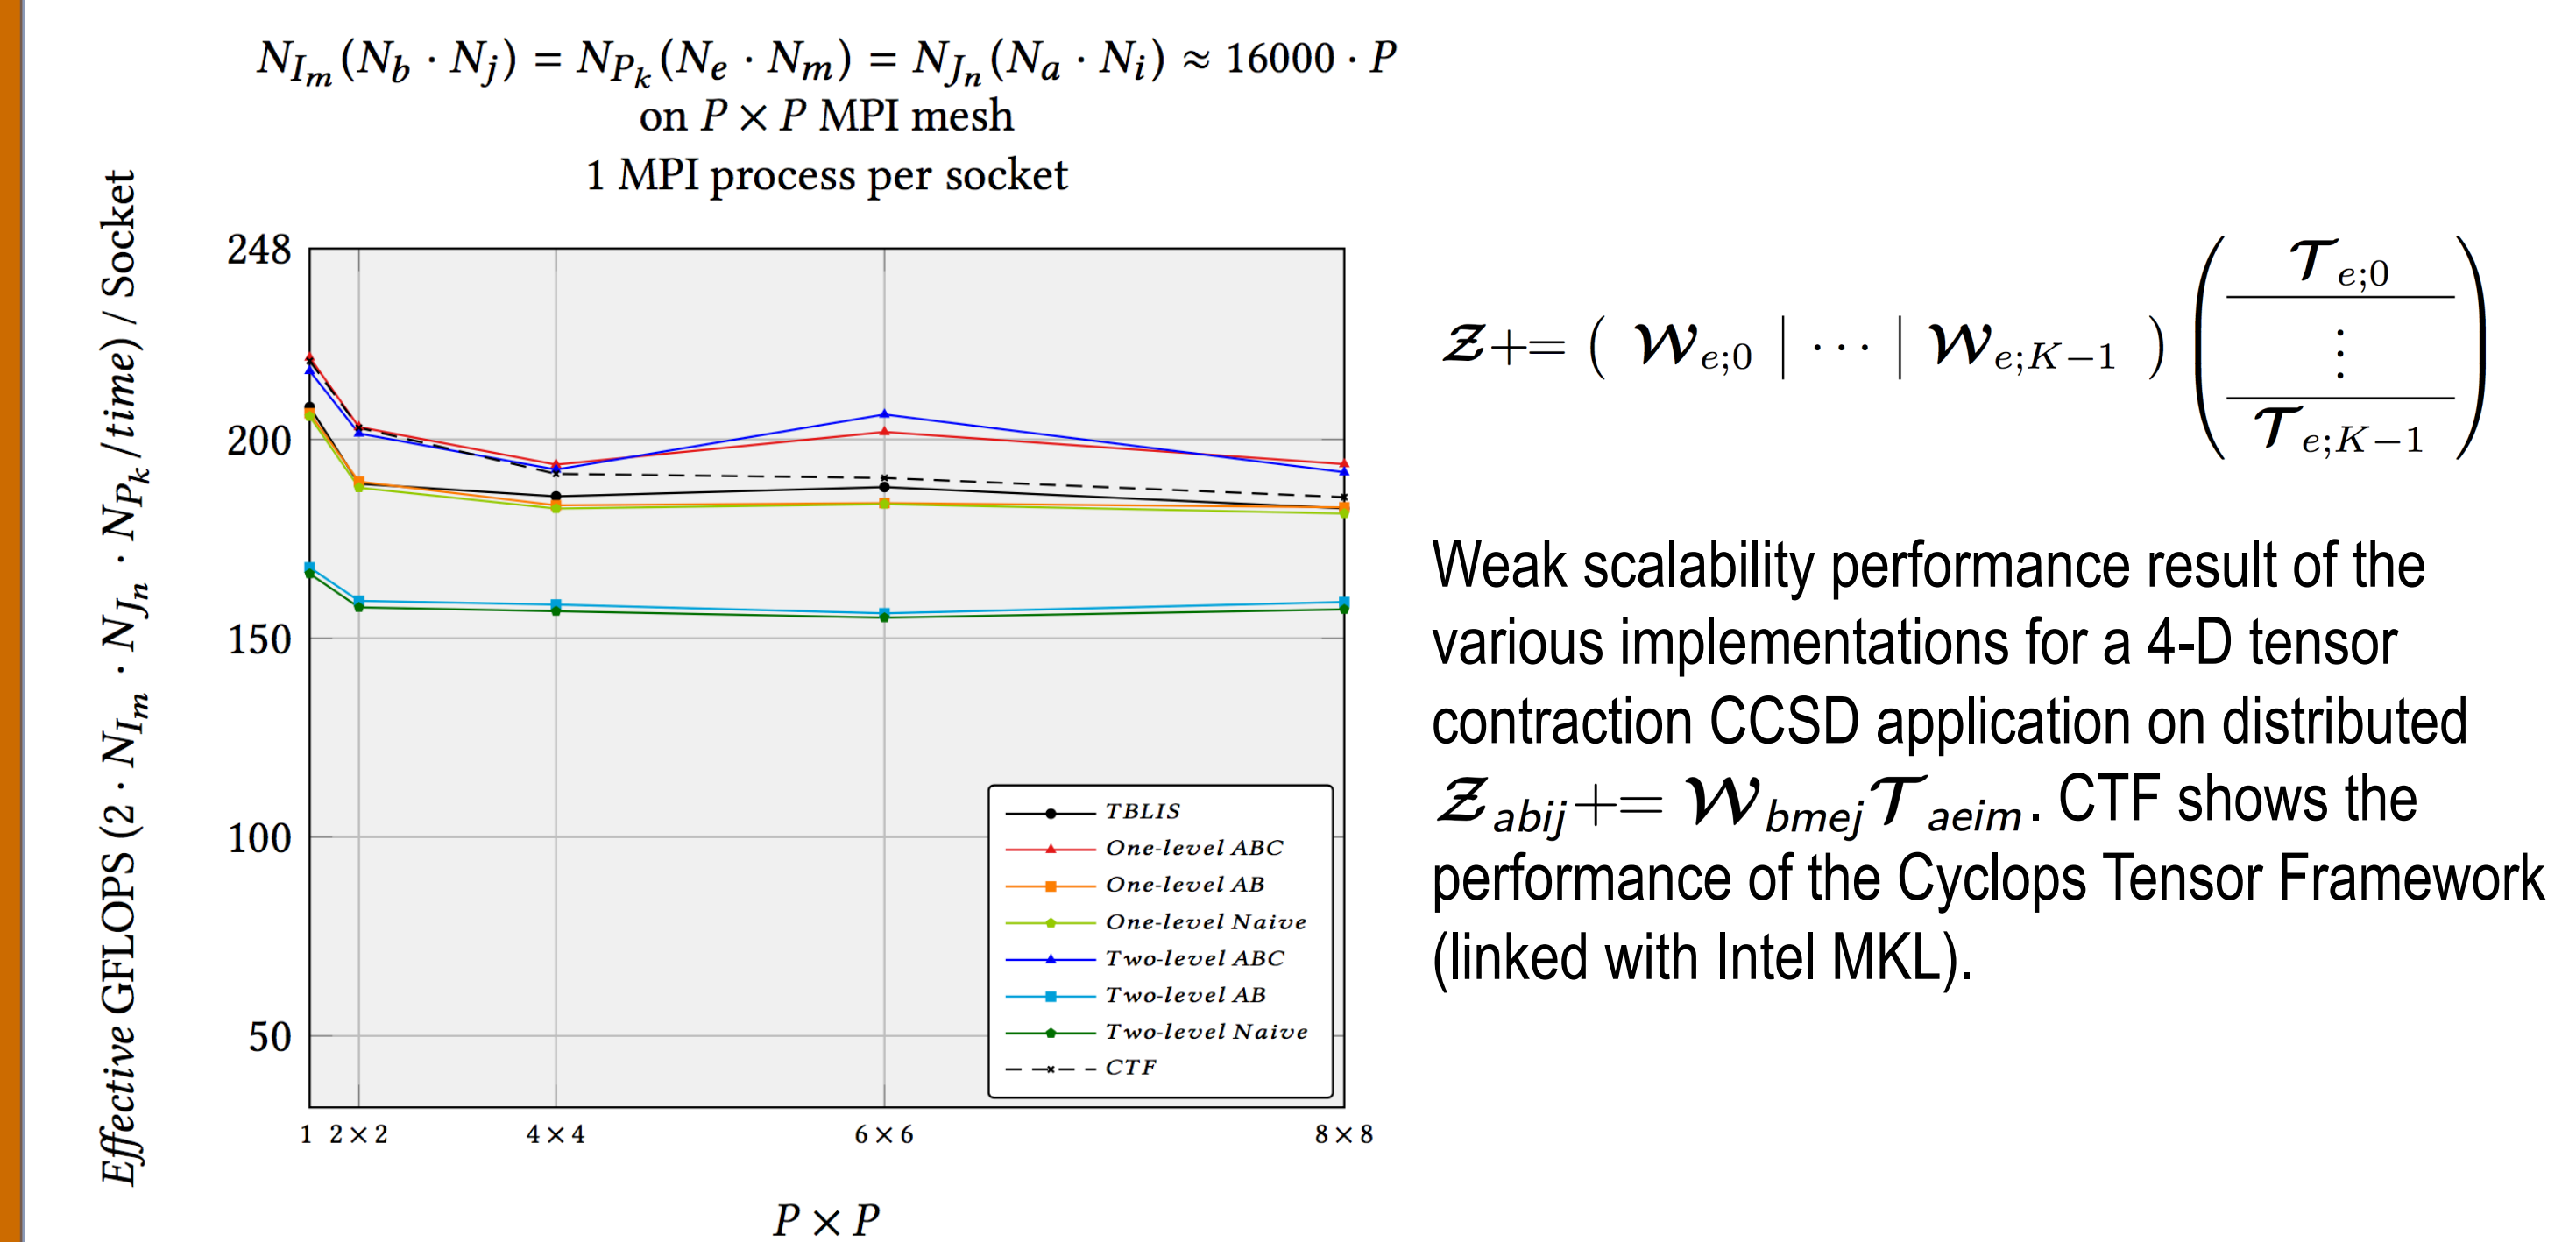 N_{I_m}(N_b · N_j) = N_{P_k}(N_e · N_m) = N_{J_n}(N_a · N_i) ≈ 16000 · P
on P × P MPI mesh
1 MPI process per socket
Effective GFLOPS (2 · N_{I_m} · N_{J_n} · N_{P_k}/time) / Socket
248
200
150
100
50
TBLIS
One-level ABC
One-level AB
One-level Naive
Two-level ABC
Two-level AB
Two-level Naive
CTF
1 2 × 2 4 × 4 6 × 6 8 × 8
P × P
𝓩 += ( 𝓦_{e;0} | ⋯ | 𝓦_{e;K−1} ) ( 𝓣_{e;0}
⋮
𝓣_{e;K−1} )
Weak scalability performance result of the
various implementations for a 4-D tensor
contraction CCSD application on distributed
𝓩_{abij} += 𝓦_{bmej} 𝓣_{aeim}. CTF shows the
performance of the Cyclops Tensor Framework
(linked with Intel MKL).